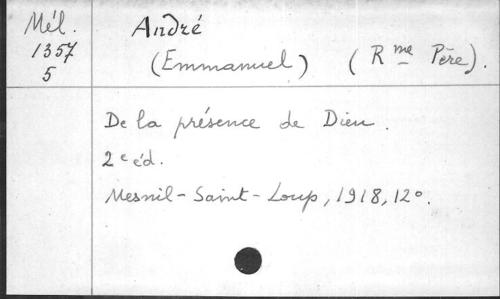 Mél.
1357
5
André
(Emmanuel) (Rme Père).
De la présence de Dieu.
2e éd.
Mesnil-Saint-Loup, 1918, 12°.